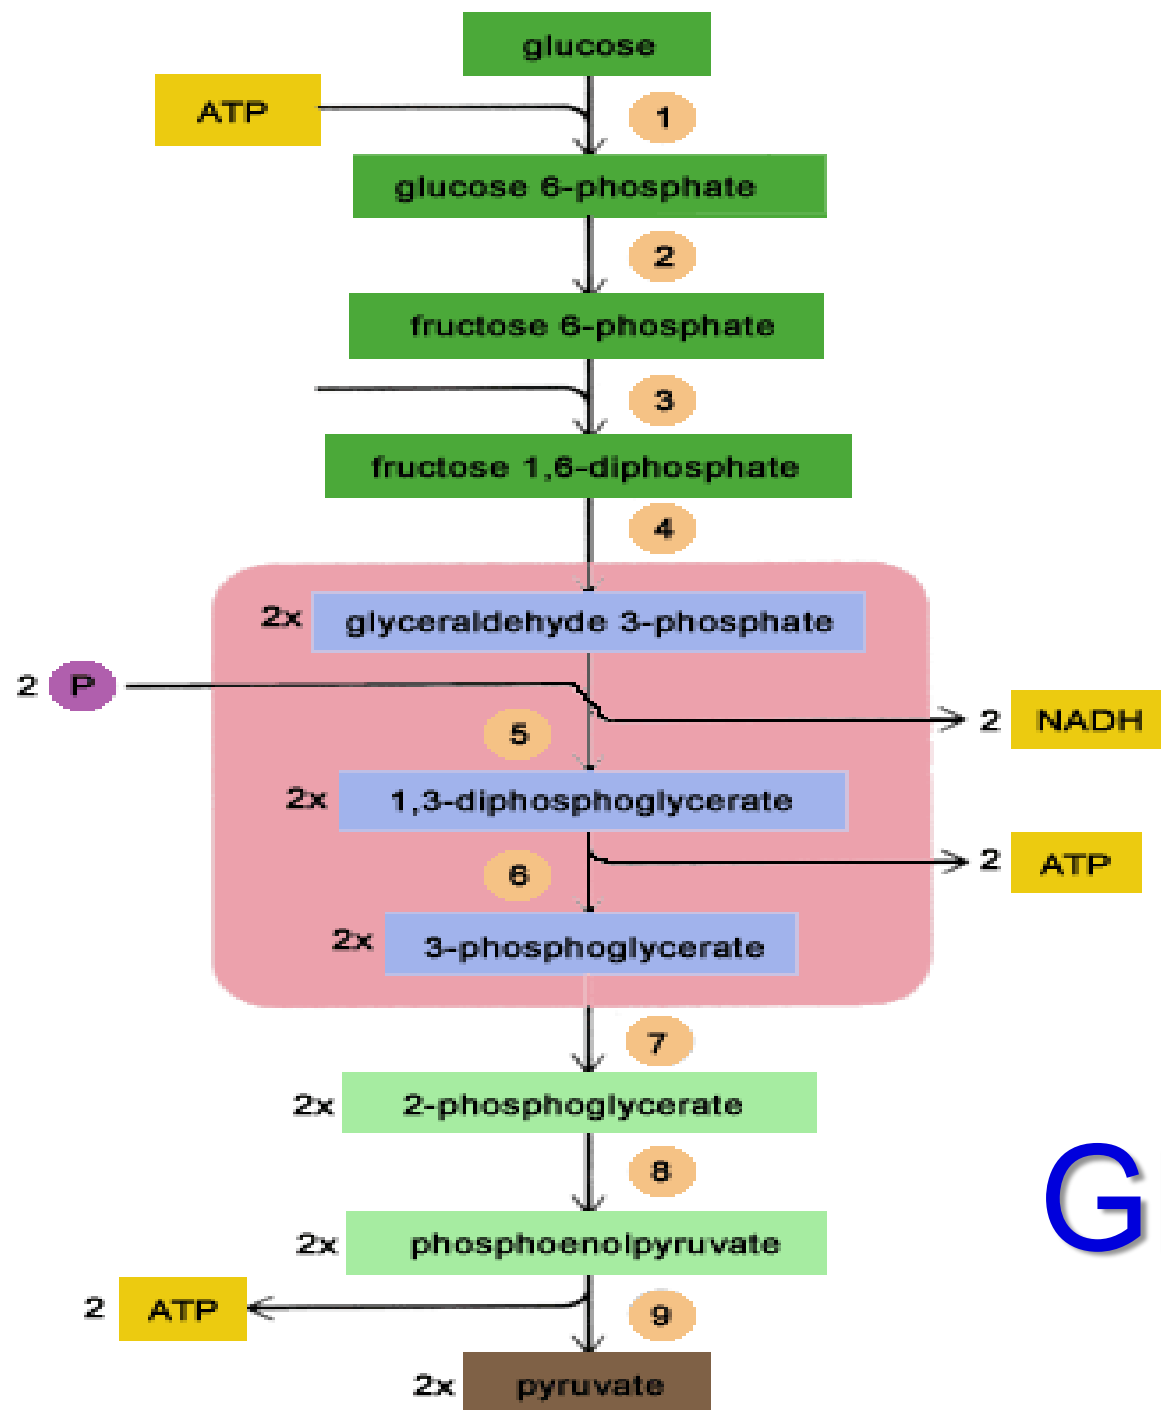 glucose
ATP
1
glucose 6-phosphate
2
fructose 6-phosphate
3
fructose 1,6-diphosphate
4
2x glyceraldehyde 3-phosphate
2 P
2 NADH
5
2x 1,3-diphosphoglycerate
2 ATP
6
2x 3-phosphoglycerate
7
2x 2-phosphoglycerate
8
G
2x phosphoenolpyruvate
2 ATP
9
2x pyruvate